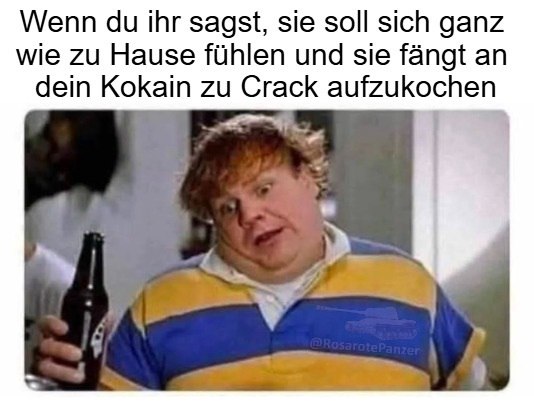 Wenn du ihr sagst, sie soll sich ganz
wie zu Hause fühlen und sie fängt an
dein Kokain zu Crack aufzukochen
@RosarotePanzer